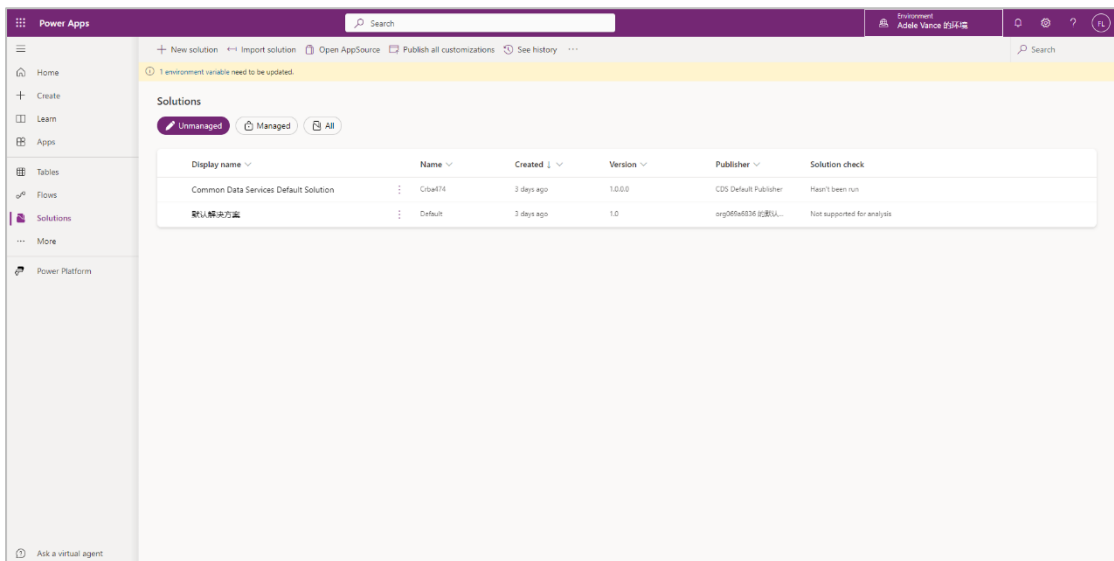 Power Apps
Search
Environment
Adele Vance 的环境
FL
New solution Import solution Open AppSource Publish all customizations See history
Search
Home
Create
Learn
Apps
Tables
Flows
Solutions
More
Power Platform
Ask a virtual agent
1 environment variable need to be updated.
Solutions
Unmanaged Managed All
Display name Name Created Version Publisher Solution check
Common Data Services Default Solution Crba474 3 days ago 1.0.0.0 CDS Default Publisher Hasn't been run
默认解决方案 Default 3 days ago 1.0 org069a6836 的默认... Not supported for analysis